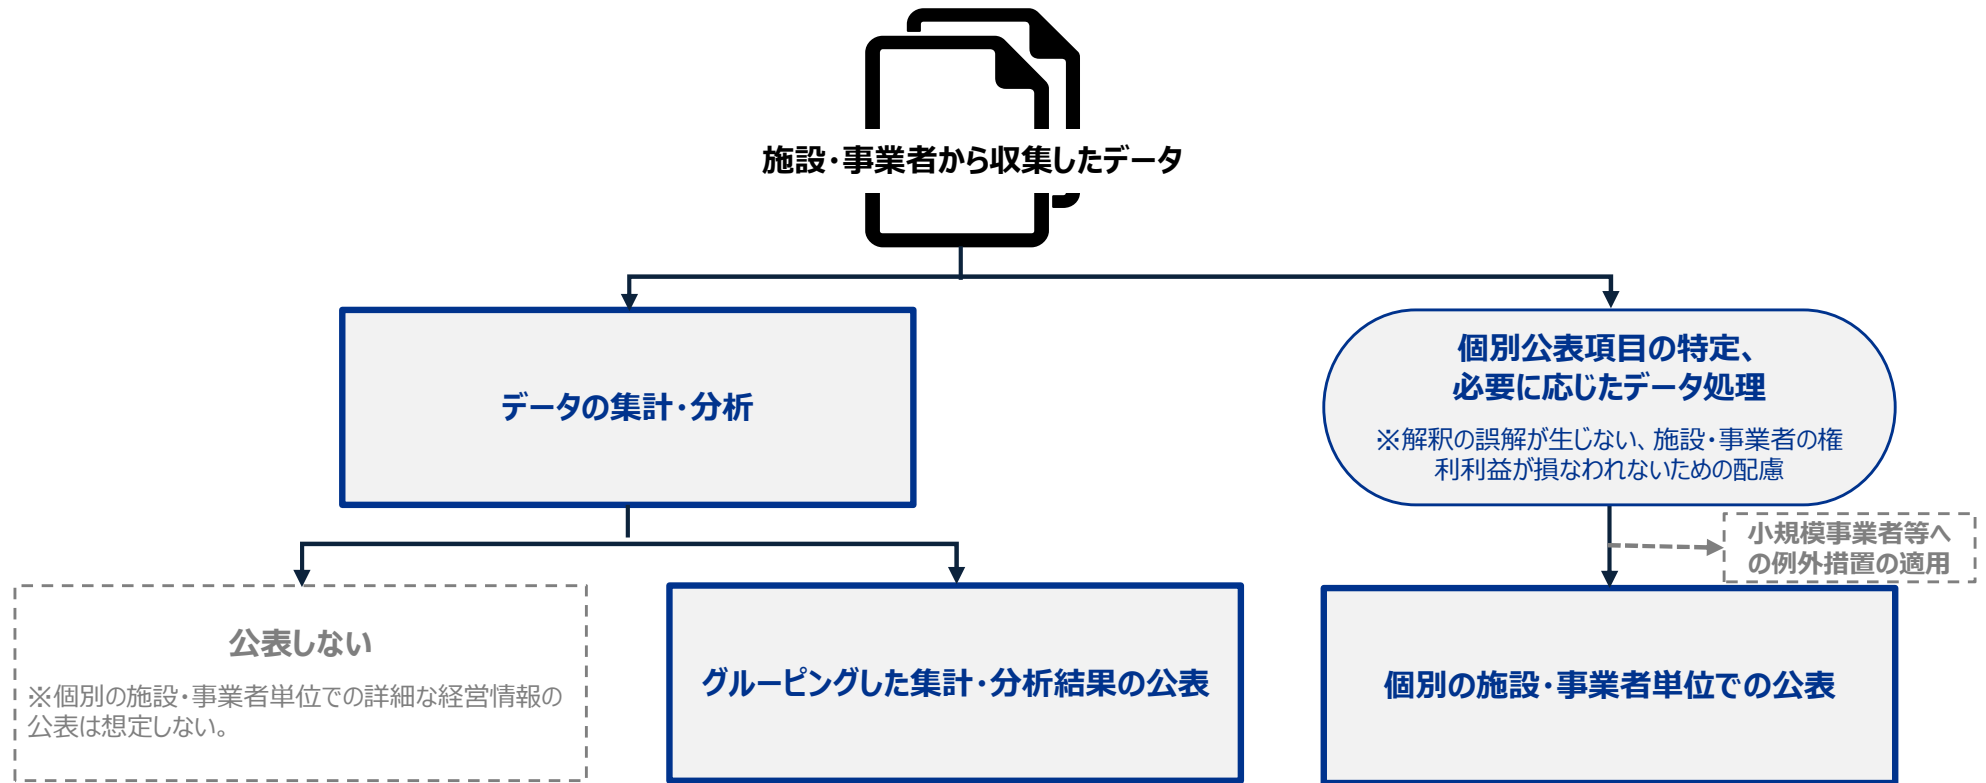 施設・事業者から収集したデータ
データの集計・分析
個別公表項目の特定、
必要に応じたデータ処理
※解釈の誤解が生じない、施設・事業者の権
利利益が損なわれないための配慮
小規模事業者等へ
の例外措置の適用
公表しない
※個別の施設・事業者単位での詳細な経営情報の
公表は想定しない。
グルーピングした集計・分析結果の公表
個別の施設・事業者単位での公表